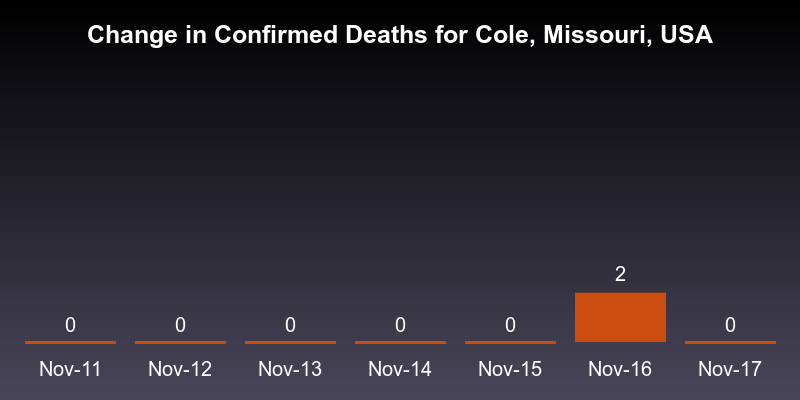 Change in Confirmed Deaths for Cole, Missouri, USA
2
0 0 0 0 0 0
Nov-11 Nov-12 Nov-13 Nov-14 Nov-15 Nov-16 Nov-17